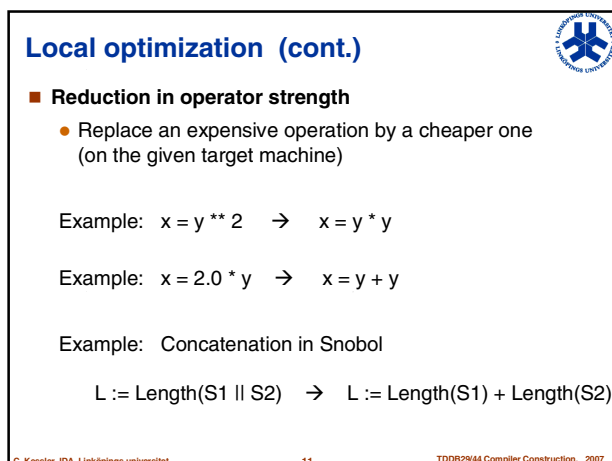 Local optimization (cont.)
LINKÖPINGS UNIVERSITET
■ Reduction in operator strength
● Replace an expensive operation by a cheaper one
(on the given target machine)
Example: x = y ** 2 → x = y * y
Example: x = 2.0 * y → x = y + y
Example: Concatenation in Snobol
L := Length(S1 || S2) → L := Length(S1) + Length(S2)
C. Kessler, IDA, Linköpings universitet. 11 TDDB29/44 Compiler Construction, 2007